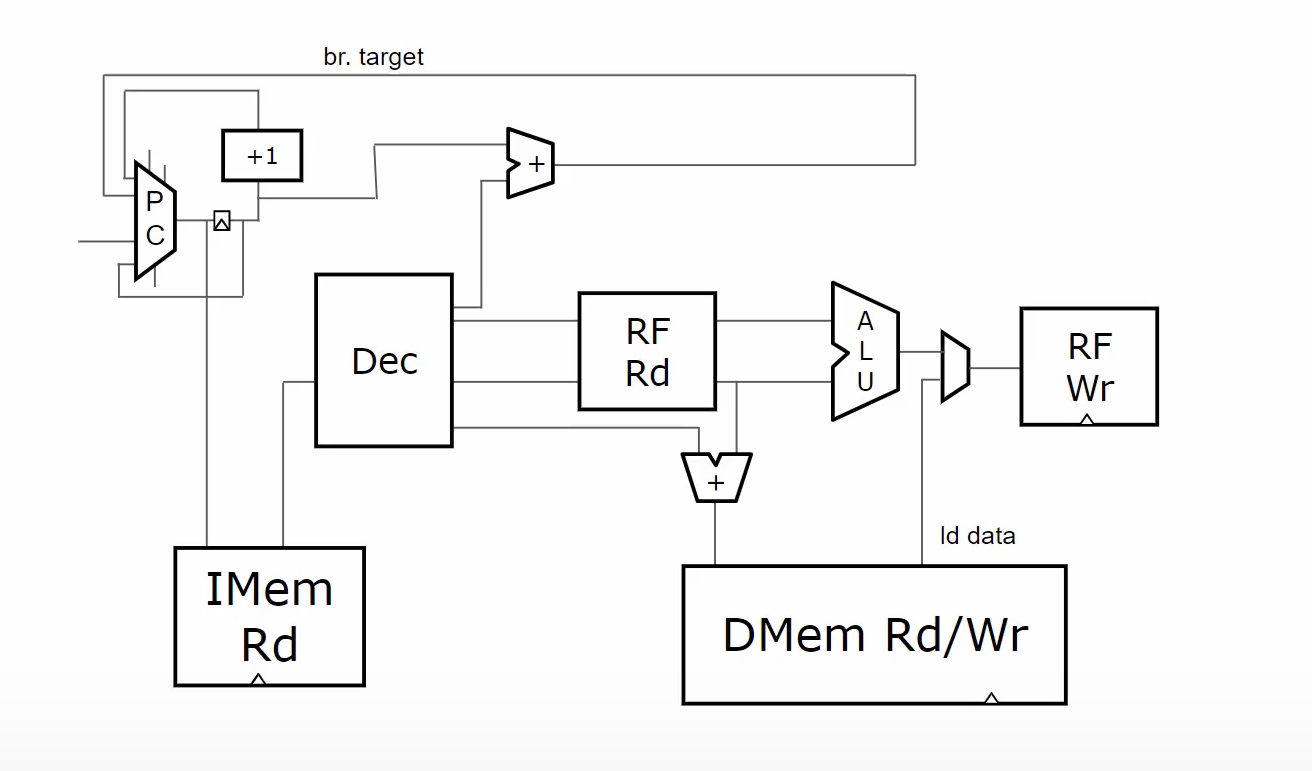 br. target
+1
+
P
C
Dec
RF
Rd
A
L
U
RF
Wr
+
ld data
IMem
Rd
DMem Rd/Wr